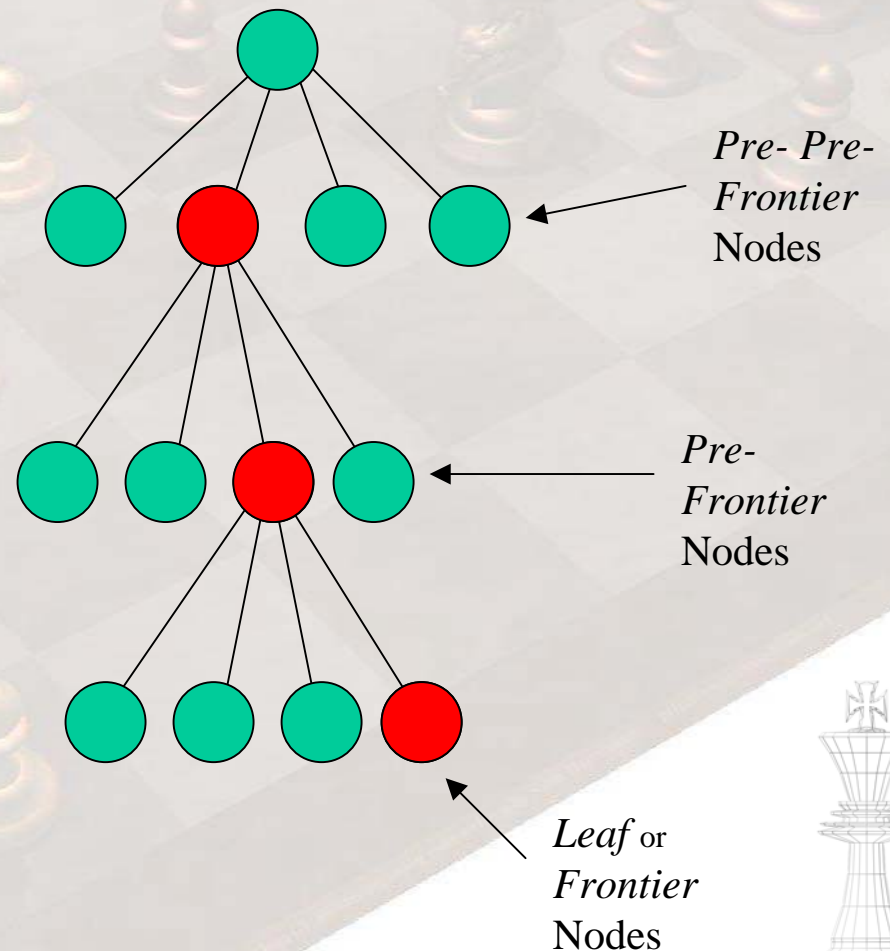 Pre- Pre-
Frontier
Nodes
Pre-
Frontier
Nodes
Leaf or
Frontier
Nodes